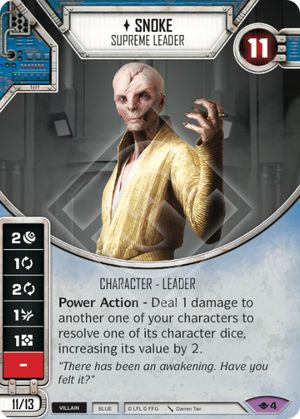 SNOKE
SUPREME LEADER
11
2
1
2
1
1
-
CHARACTER - LEADER
Power Action - Deal 1 damage to
another one of your characters to
resolve one of its character dice,
increasing its value by 2.
"There has been an awakening. Have you
felt it?"
11/13
VILLAIN
BLUE
© LFL © FFG
Darren Tan
4